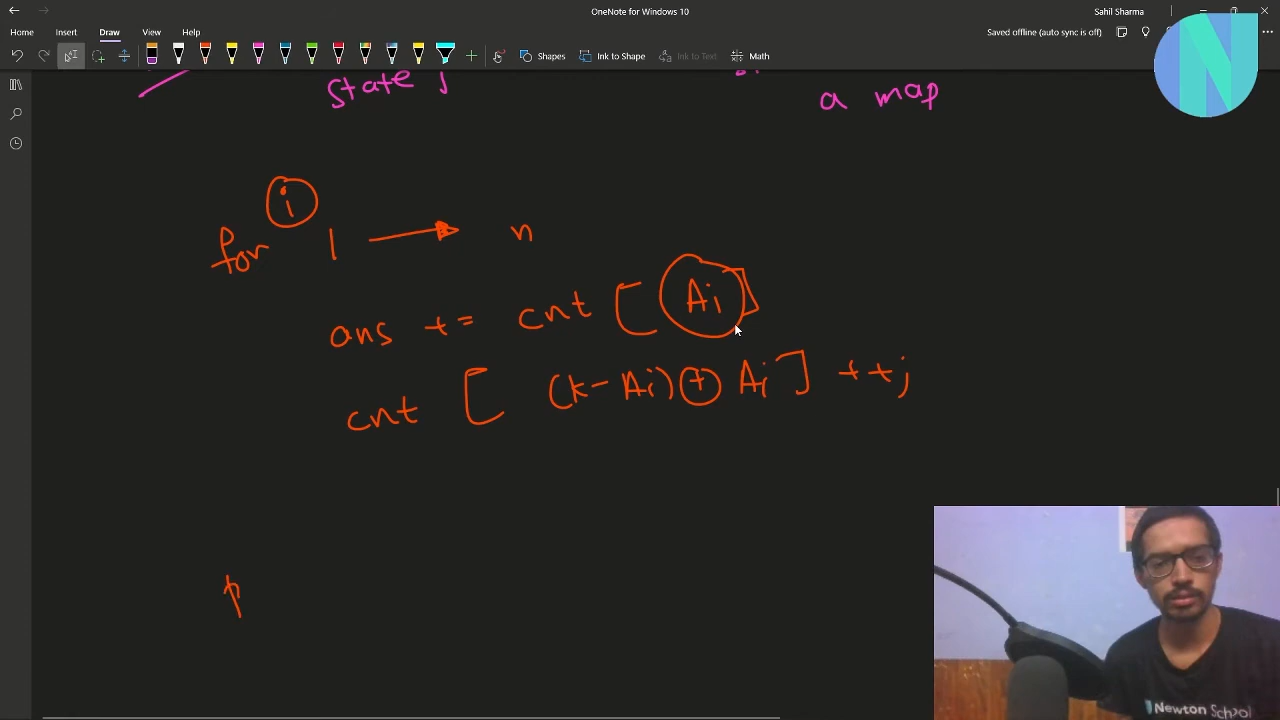 OneNote for Windows 10
Sahil Sharma
Home Insert Draw View Help
Saved offline (auto sync is off)
Shapes Ink to Shape Ink to Text Math
state j
a map
for i 1 → n
ans += cnt [ Ai ]
cnt [ (k - Ai) ⊕ Ai ] ++;
Newton School